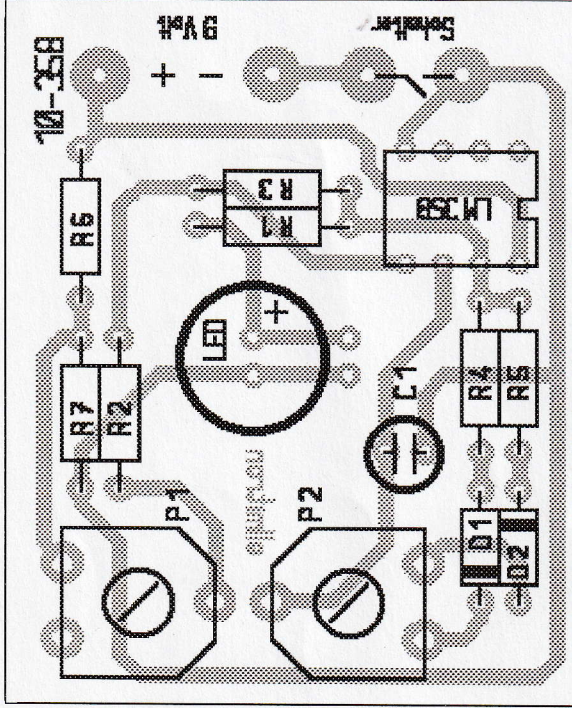 9 Volt
Schalter
+ -
10-358
R6
R3
R1
LM358
LED
+
C1
R4
R5
R7
R2
P1
P2
D1
D2